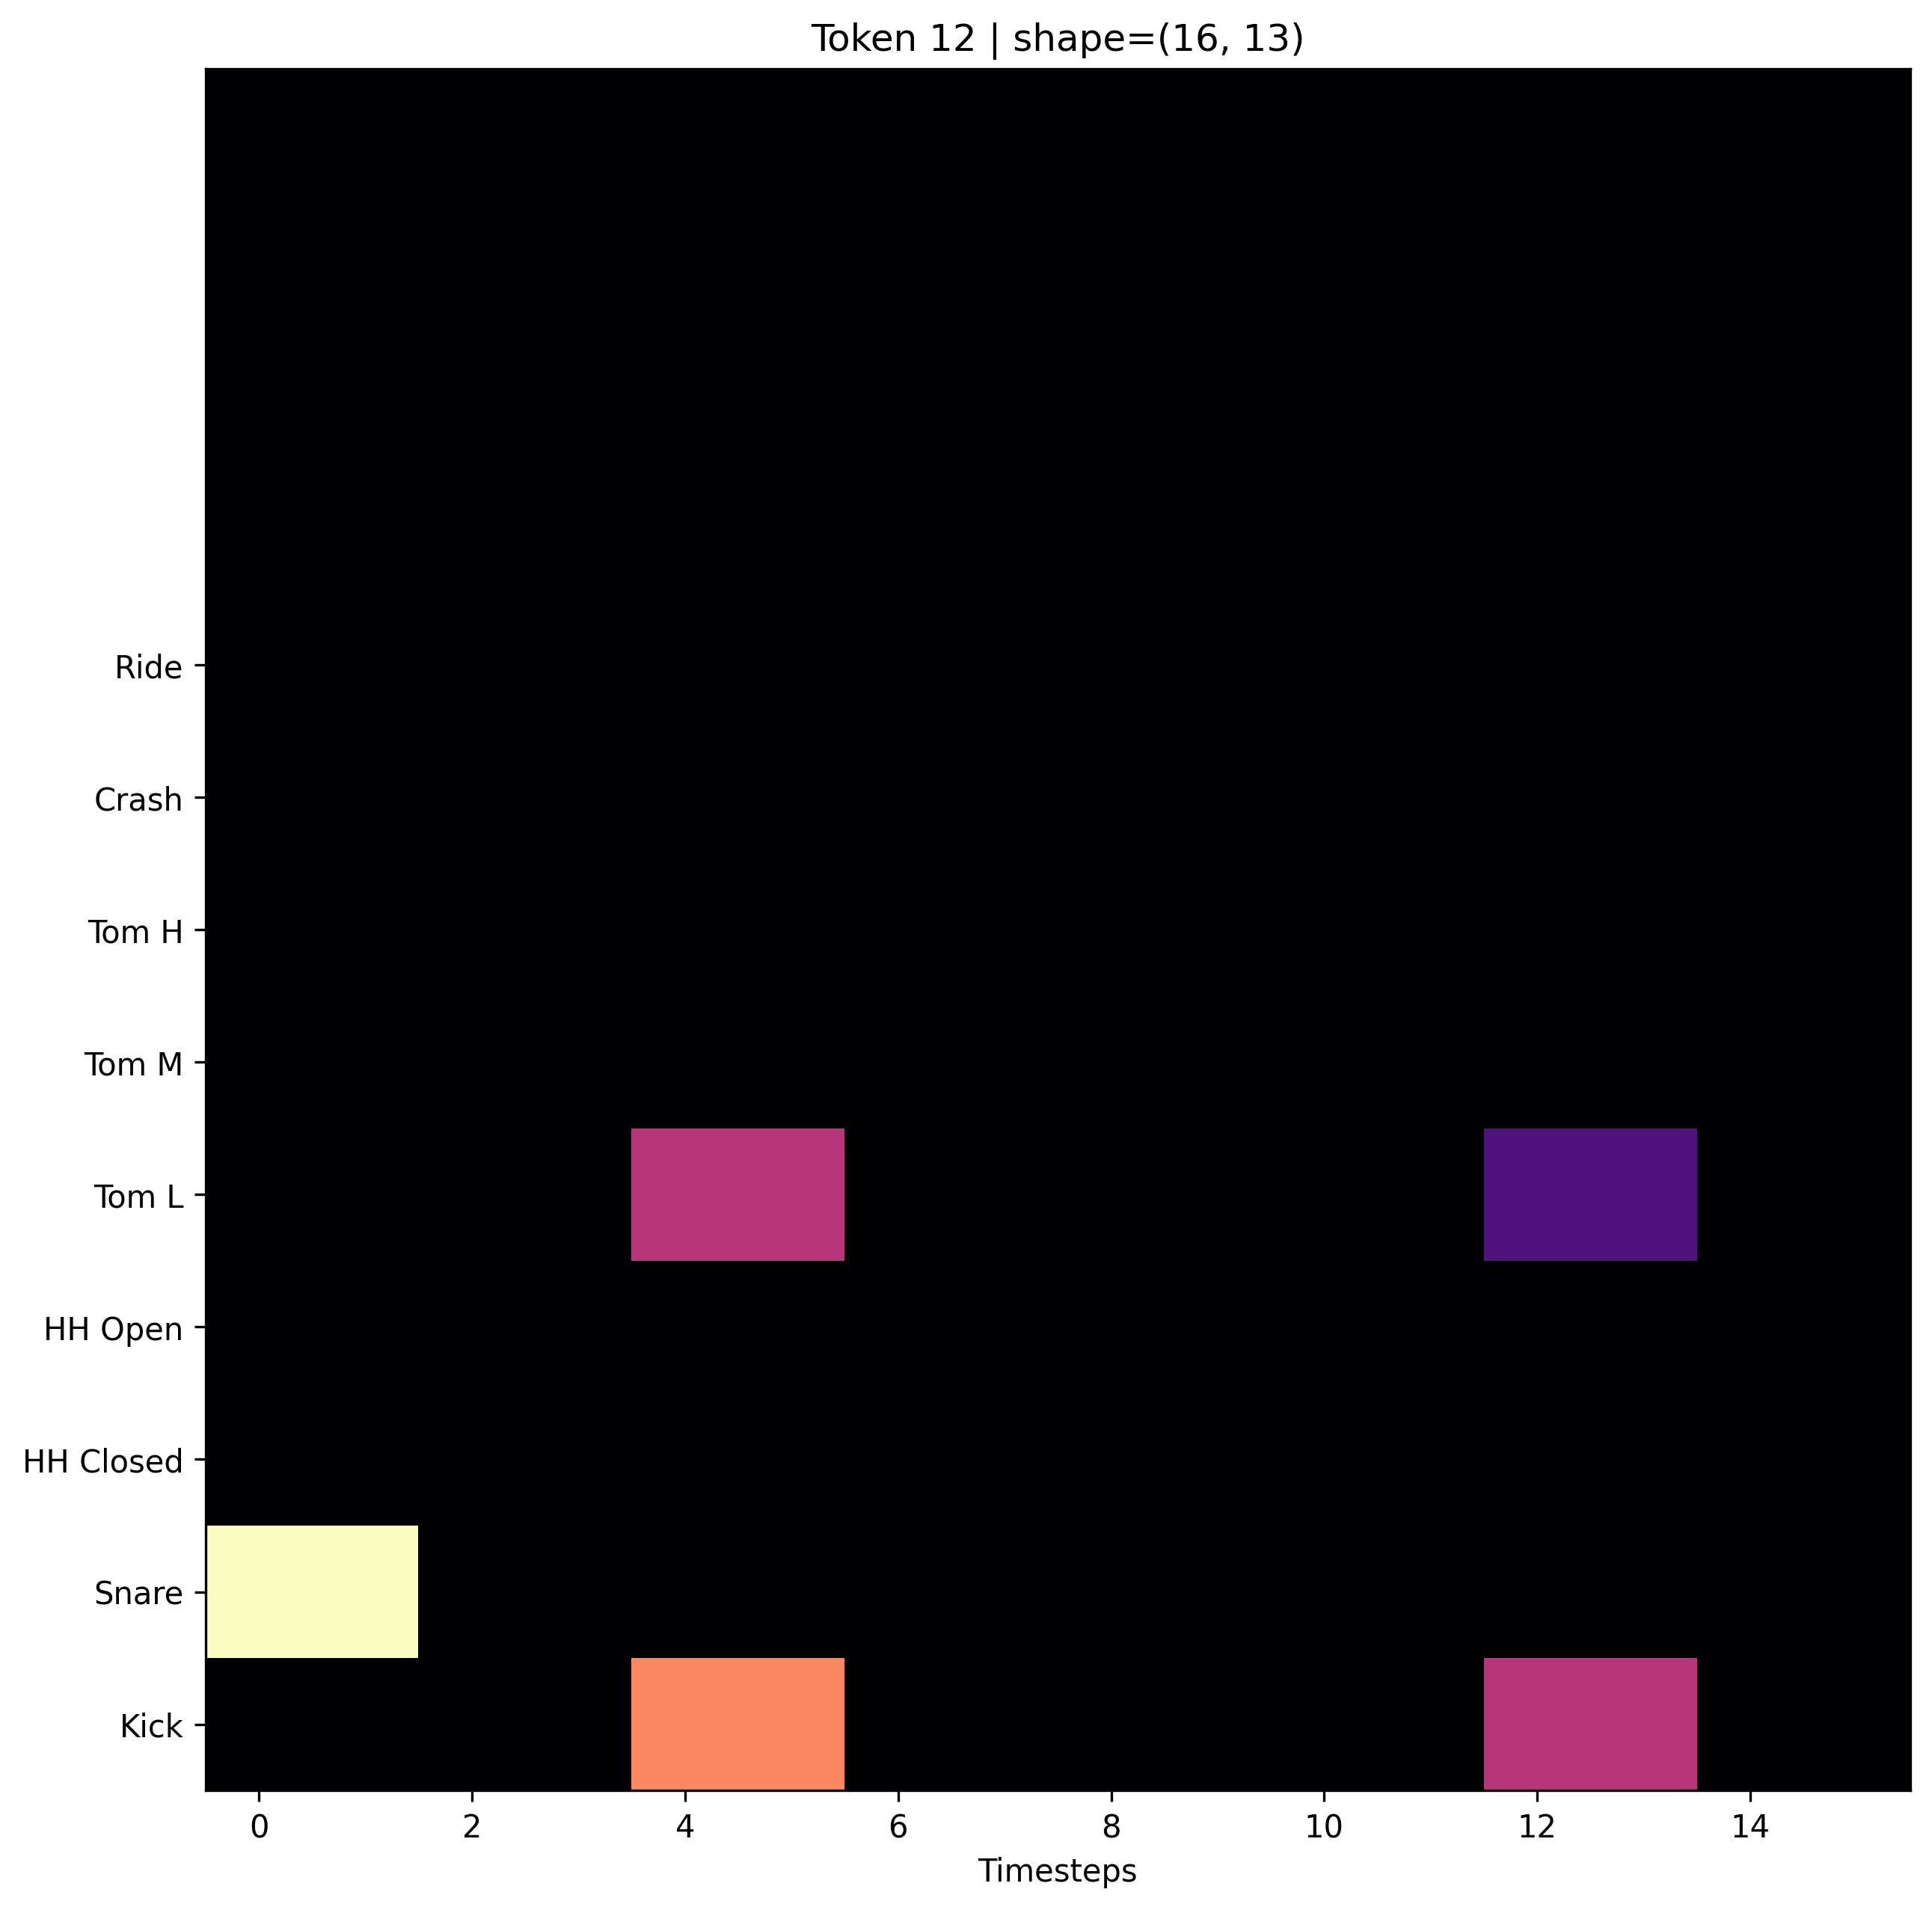 Token 12 | shape=(16, 13)
Ride
Crash
Tom H
Tom M
Tom L
HH Open
HH Closed
Snare
Kick
0 2 4 6 8 10 12 14
Timesteps